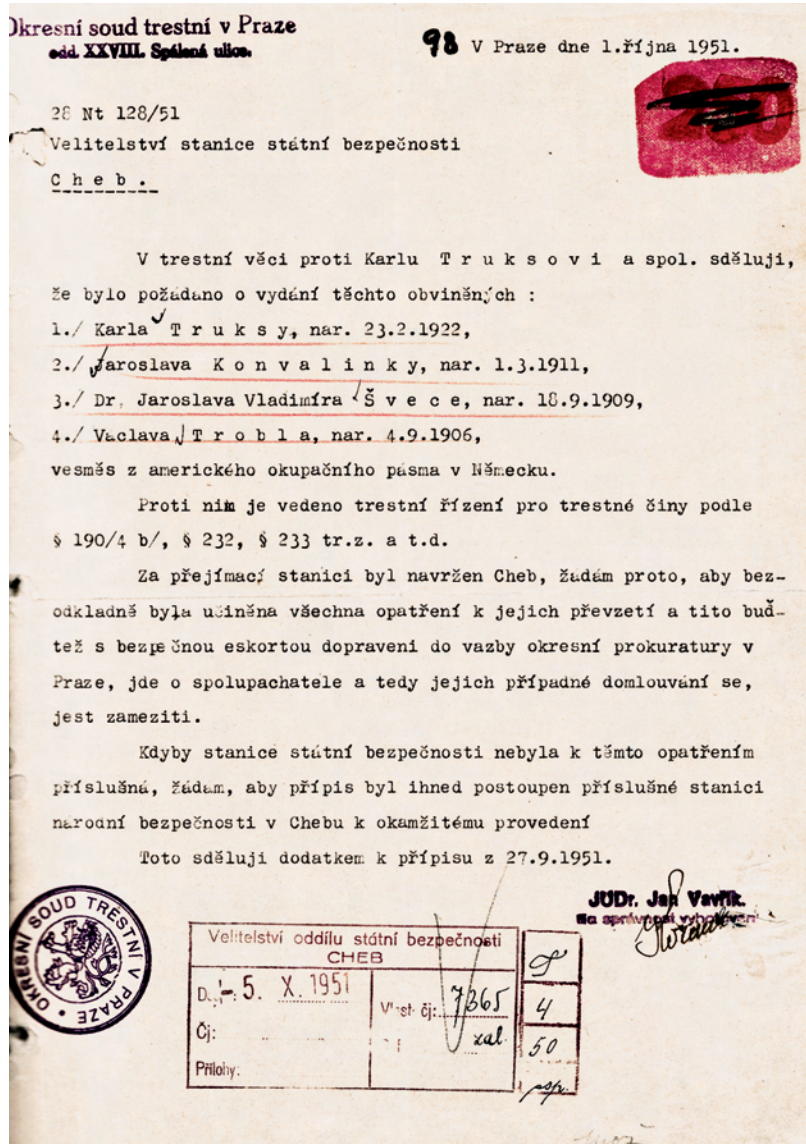 Okresní soud trestní v Praze
odd. XXVIII. Spálená ulice.
98 V Praze dne 1.října 1951.
28 Nt 128/51
Velitelství stanice státní bezpečnosti
C h e b .
V trestní věci proti Karlu T r u k s o v i a spol. sděluji,
že bylo požádáno o vydání těchto obviněných :
1./ Karla T r u k s y, nar. 23.2.1922,
2./ Jaroslava K o n v a l i n k y, nar. 1.3.1911,
3./ Dr. Jaroslava Vladimíra Š v e c e, nar. 18.9.1909,
4./ Václava T r o b l a, nar. 4.9.1906,
vesměs z amerického okupačního pásma v Německu.
Proti nim je vedeno trestní řízení pro trestné činy podle
§ 190/4 b/, § 232, § 233 tr.z. a t.d.
Za přejímací stanici byl navržen Cheb, žádám proto, aby bez-
odkladně byla učiněna všechna opatření k jejich převzetí a tito buď-
tež s bezpečnou eskortou dopraveni do vazby okresní prokuratury v
Praze, jde o spolupachatele a tedy jejich případné domlouvání se,
jest zameziti.
Kdyby stanice státní bezpečnosti nebyla k těmto opatřením
příslušná, žádám, aby přípis byl ihned postoupen příslušné stanici
národní bezpečnosti v Chebu k okamžitému provedení
Toto sděluji dodatkem k přípisu z 27.9.1951.
JUDr. Jan Vavřík.
Za správnost vyhotovení
OKRESNÍ SOUD TRESTNÍ V PRAZE
Velitelství oddílu státní bezpečnosti
CHEB
5. X. 1951
Vlast. čj: 7365
Čj:
zal.
Přílohy:
4
50